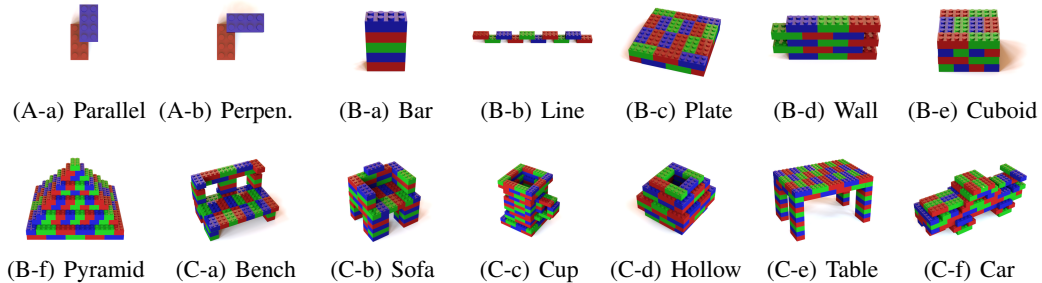 (A-a) Parallel (A-b) Perpen. (B-a) Bar (B-b) Line (B-c) Plate (B-d) Wall (B-e) Cuboid
(B-f) Pyramid (C-a) Bench (C-b) Sofa (C-c) Cup (C-d) Hollow (C-e) Table (C-f) Car